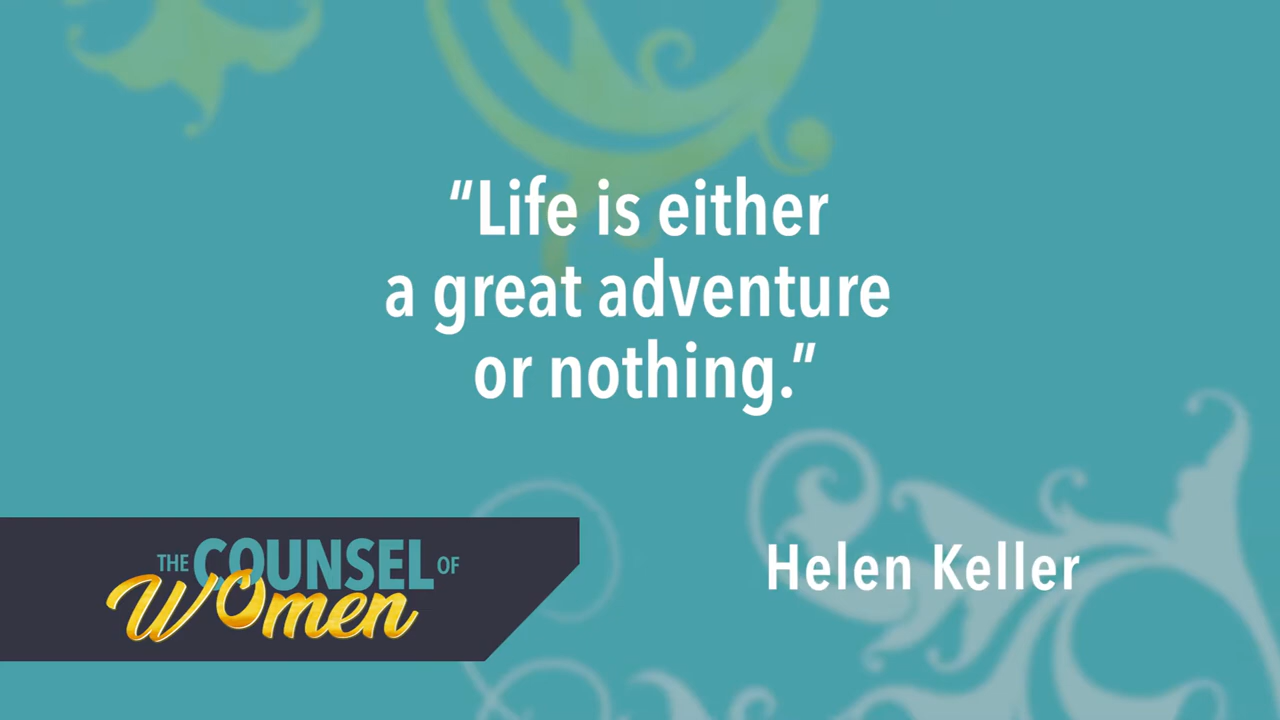 “Life is either
a great adventure
or nothing.”
Helen Keller
THE COUNSEL OF
Women